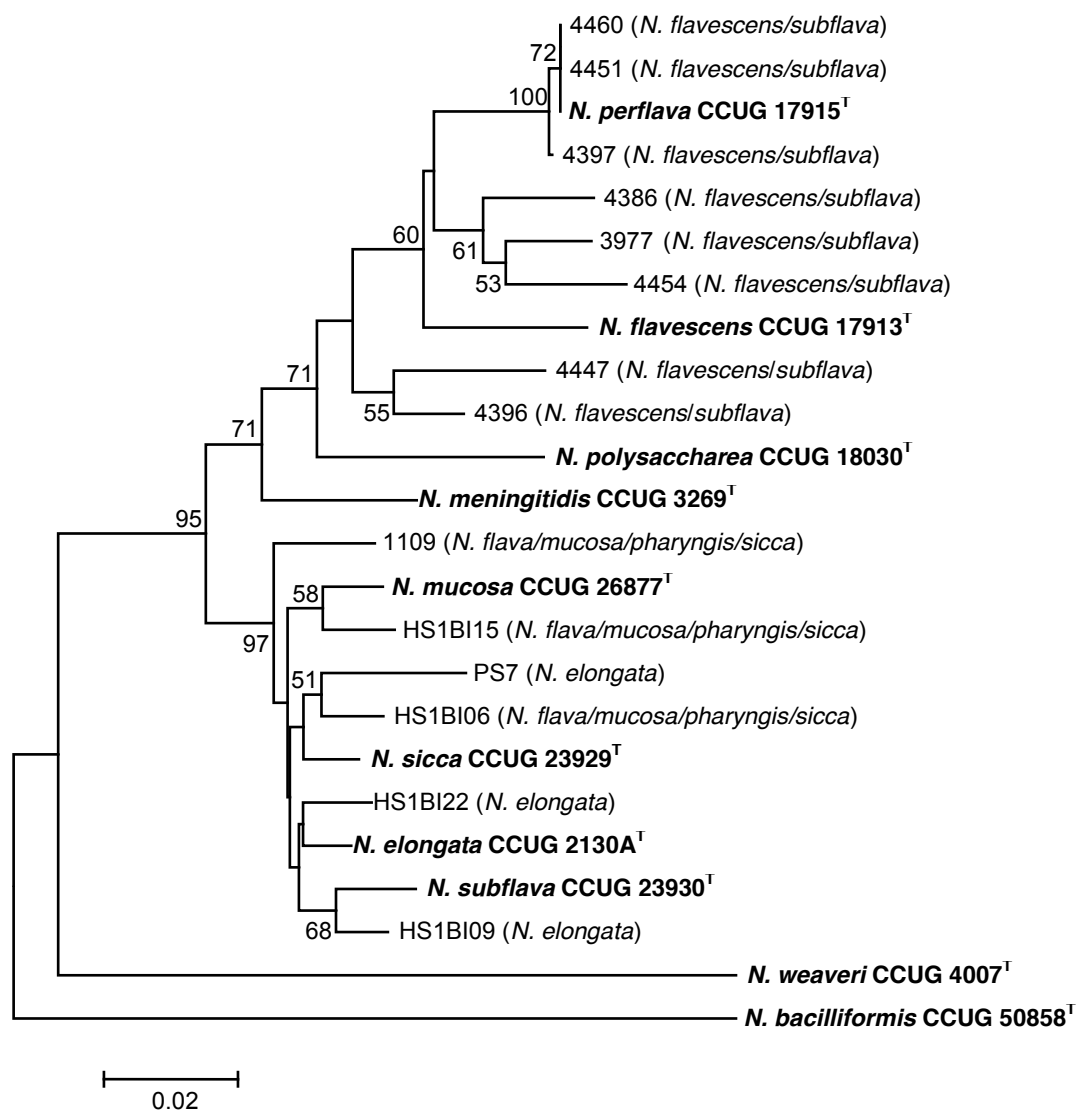 4460 (N. flavescens/subflava)
72
4451 (N. flavescens/subflava)
100
N. perflava CCUG 17915T
4397 (N. flavescens/subflava)
4386 (N. flavescens/subflava)
60
3977 (N. flavescens/subflava)
61
53
4454 (N. flavescens/subflava)
N. flavescens CCUG 17913T
4447 (N. flavescens/subflava)
71
55
4396 (N. flavescens/subflava)
71
N. polysaccharea CCUG 18030T
N. meningitidis CCUG 3269T
95
1109 (N. flava/mucosa/pharyngis/sicca)
N. mucosa CCUG 26877T
58
HS1BI15 (N. flava/mucosa/pharyngis/sicca)
97
PS7 (N. elongata)
51
HS1BI06 (N. flava/mucosa/pharyngis/sicca)
N. sicca CCUG 23929T
HS1BI22 (N. elongata)
N. elongata CCUG 2130AT
N. subflava CCUG 23930T
68
HS1BI09 (N. elongata)
N. weaveri CCUG 4007T
N. bacilliformis CCUG 50858T
0.02